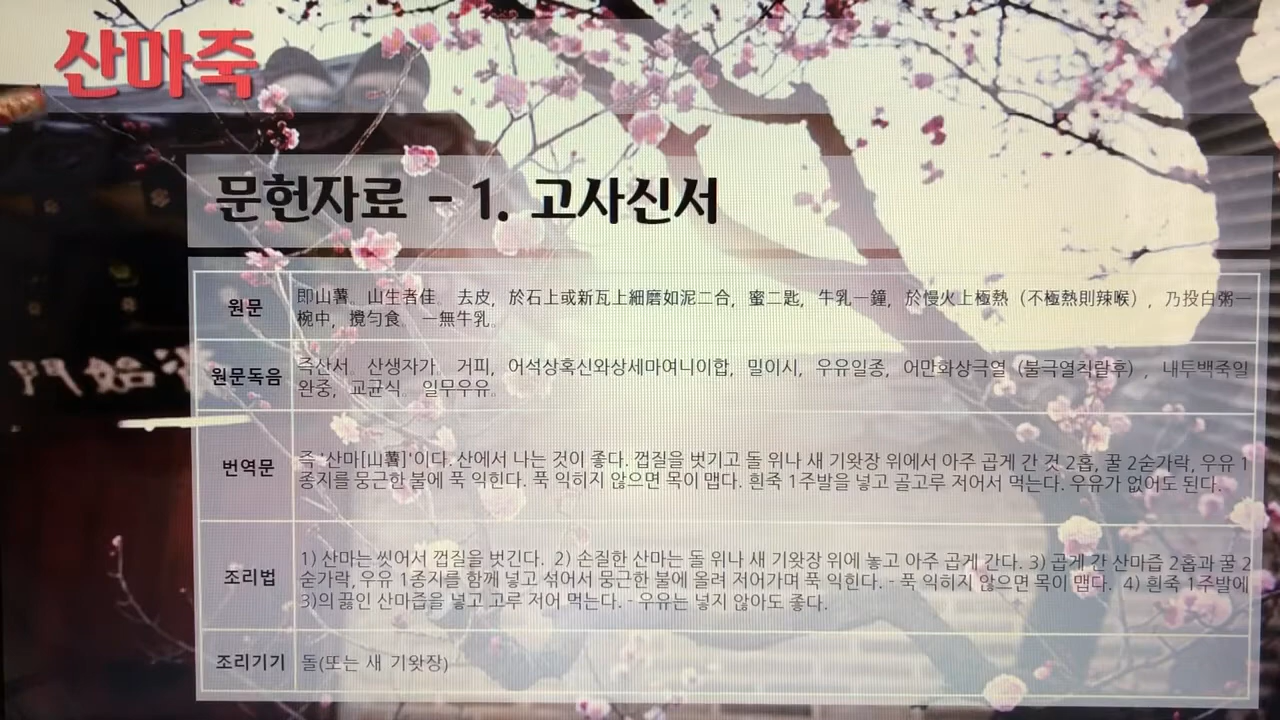 산마죽
문헌자료 - 1. 고사신서
원문
即山薯。 山生者佳。 去皮, 於石上或新瓦上細磨如泥二合, 蜜二匙, 牛乳一鐘, 於慢火上極熱 (不極熱則辣喉) , 乃投白粥一
椀中, 攪勻食。 一無牛乳。
門始
원문독음
즉산서。 산생자가。 거피, 어석상혹신와상세마여니이합, 밀이시, 우유일종, 어만화상극열 (불극열칙랄후) , 내투백죽일
완중, 교균식。 일무우유。
번역문
즉 '산마[山薯]'이다. 산에서 나는 것이 좋다. 껍질을 벗기고 돌 위나 새 기왓장 위에서 아주 곱게 간 것 2홉, 꿀 2숟가락, 우유 1
종지를 뭉근한 불에 푹 익힌다. 푹 익히지 않으면 목이 맵다. 흰죽 1주발을 넣고 골고루 저어서 먹는다. 우유가 없어도 된다.
조리법
1) 산마는 씻어서 껍질을 벗긴다. 2) 손질한 산마는 돌 위나 새 기왓장 위에 놓고 아주 곱게 간다. 3) 곱게 간 산마즙 2홉과 꿀 2
숟가락, 우유 1종지를 함께 넣고 섞어서 뭉근한 불에 올려 저어가며 푹 익힌다. - 푹 익히지 않으면 목이 맵다. 4) 흰죽 1주발에
3)의 끓인 산마즙을 넣고 고루 저어 먹는다. - 우유는 넣지 않아도 좋다.
조리기기
돌(또는 새 기왓장)